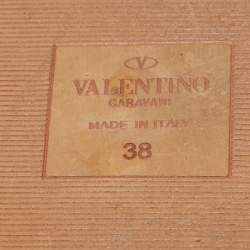 VALENTINO
GARAVANI
MADE IN ITALY
38